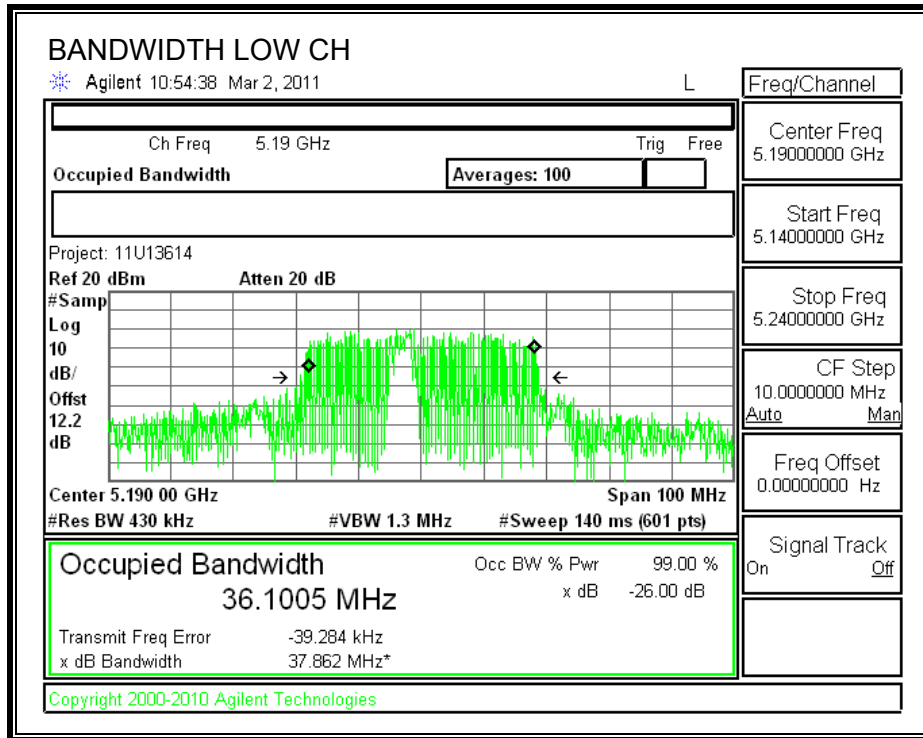 BANDWIDTH LOW CH
Agilent 10:54:38 Mar 2, 2011 L
Freq/Channel
Ch Freq 5.19 GHz Trig Free
Occupied Bandwidth Averages: 100
Center Freq
5.19000000 GHz
Start Freq
5.14000000 GHz
Stop Freq
5.24000000 GHz
CF Step
10.0000000 MHz
Auto Man
Freq Offset
0.00000000 Hz
Signal Track
On Off
Project: 11U13614
Ref 20 dBm Atten 20 dB
#Samp
Log
10
dB/
Offst
12.2
dB
Center 5.190 00 GHz Span 100 MHz
#Res BW 430 kHz #VBW 1.3 MHz #Sweep 140 ms (601 pts)
Occupied Bandwidth Occ BW % Pwr 99.00 %
36.1005 MHz x dB -26.00 dB
Transmit Freq Error -39.284 kHz
x dB Bandwidth 37.862 MHz*
Copyright 2000-2010 Agilent Technologies